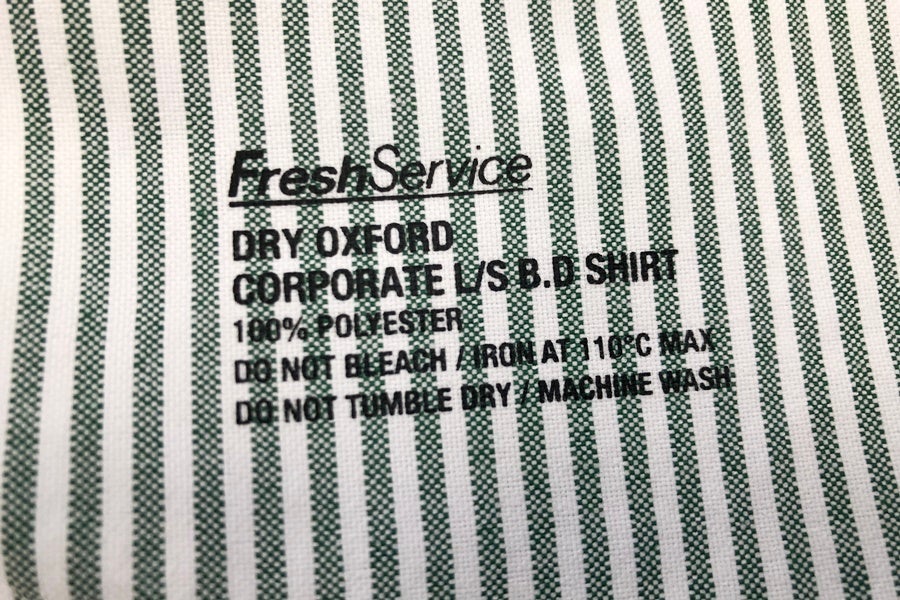 FreshService
DRY OXFORD
CORPORATE L/S B.D SHIRT
100% POLYESTER
DO NOT BLEACH / IRON AT 110°C MAX
DO NOT TUMBLE DRY / MACHINE WASH